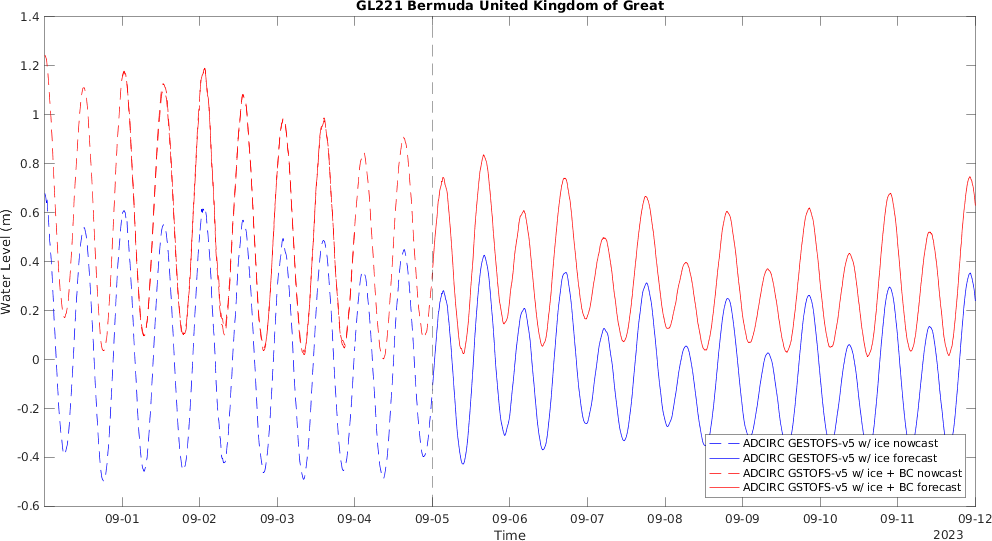 GL221 Bermuda United Kingdom of Great
1.4
1.2
1
0.8
0.6
0.4
0.2
0
-0.2
-0.4
-0.6
Water Level (m)
ADCIRC GESTOFS-v5 w/ ice nowcast
ADCIRC GESTOFS-v5 w/ ice forecast
ADCIRC GSTOFS-v5 w/ ice + BC nowcast
ADCIRC GSTOFS-v5 w/ ice + BC forecast
09-01 09-02 09-03 09-04 09-05 09-06 09-07 09-08 09-09 09-10 09-11 09-12
Time
2023